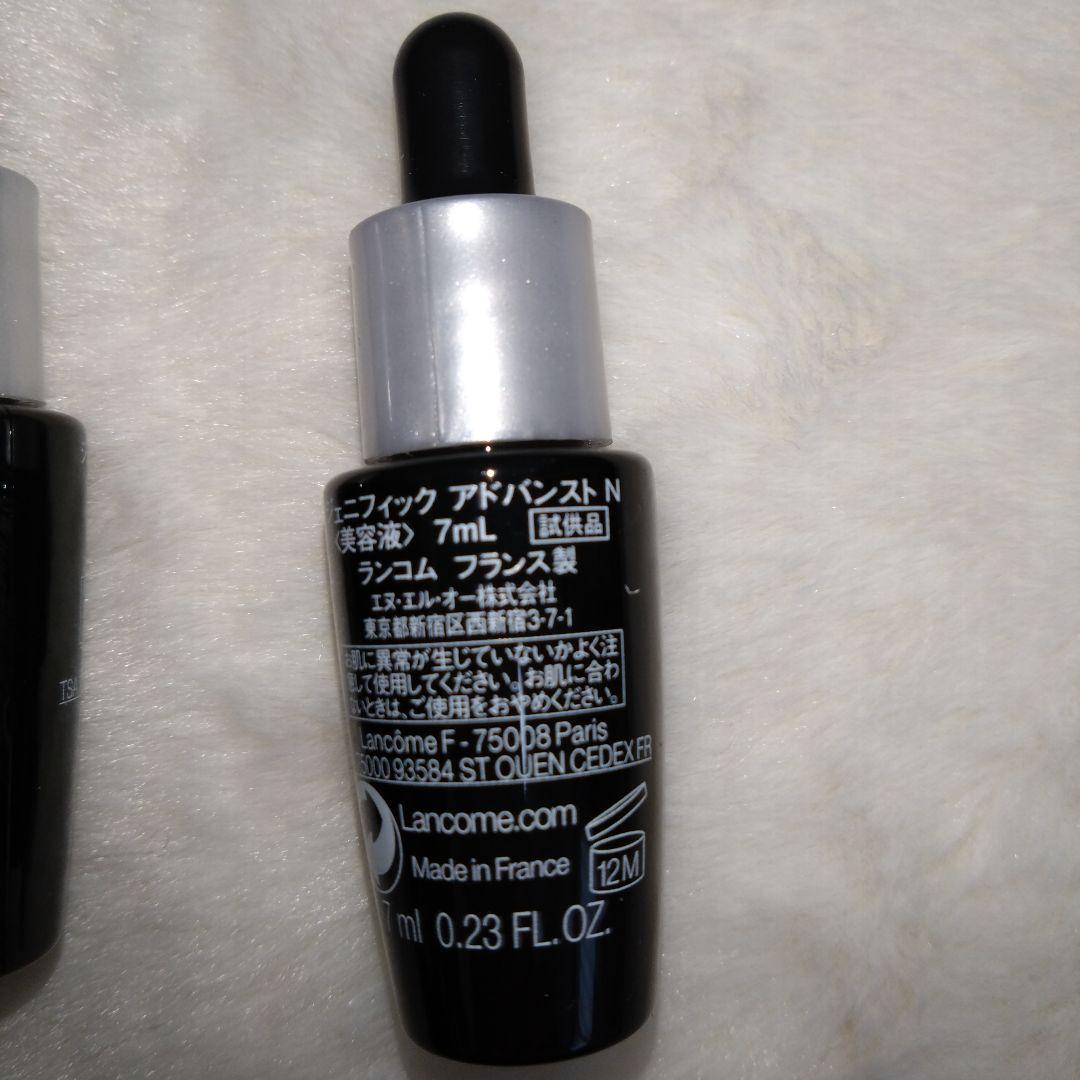 ジェニフィック アドバンスト N
〈美容液〉 7mL 試供品
ランコム フランス製
エヌ・エル・オー株式会社
東京都新宿区西新宿3-7-1
お肌に異常が生じていないかよく注
意して使用してください。お肌に合わ
ないときは、ご使用をおやめください。
Lancôme F - 75008 Paris
5000 93584 ST OUEN CEDEX FR
Lancome.com
Made in France
12M
7 ml 0.23 FL. OZ.